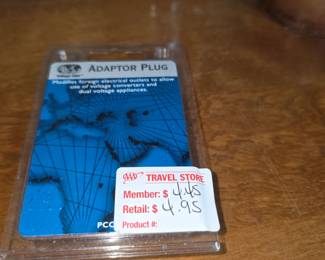 ADAPTOR PLUG
Modifies foreign electrical outlets to allow
use of voltage converters and
dual voltage appliances.
PCC
AAA TRAVEL STORE
Member: $ 4.45
Retail: $ 4.95
Product #: